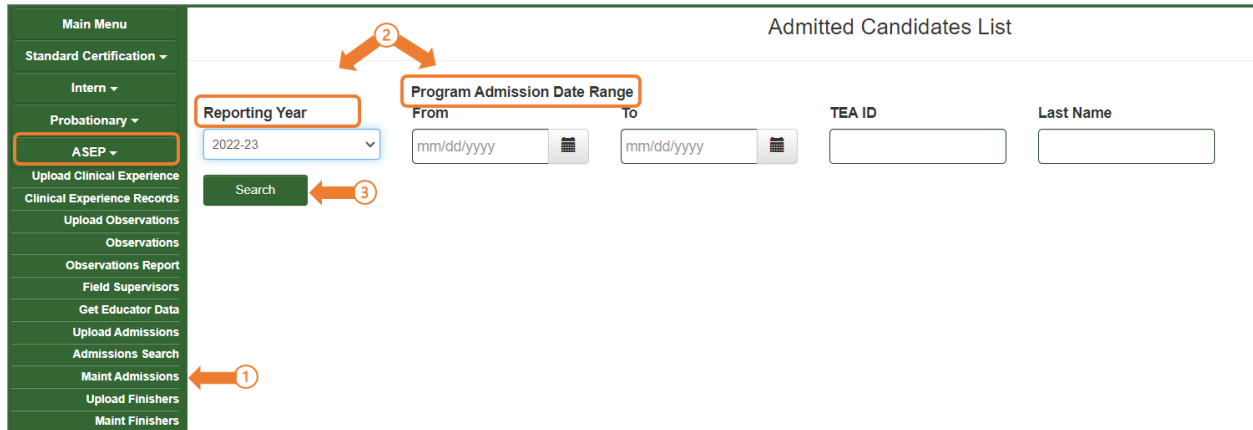 Main Menu
Standard Certification
Intern
Probationary
ASEP
Upload Clinical Experience
Clinical Experience Records
Upload Observations
Observations
Observations Report
Field Supervisors
Get Educator Data
Upload Admissions
Admissions Search
Maint Admissions
1
Upload Finishers
Maint Finishers
Admitted Candidates List
2
Program Admission Date Range
Reporting Year From To TEA ID Last Name
2022-23 mm/dd/yyyy mm/dd/yyyy
Search 3